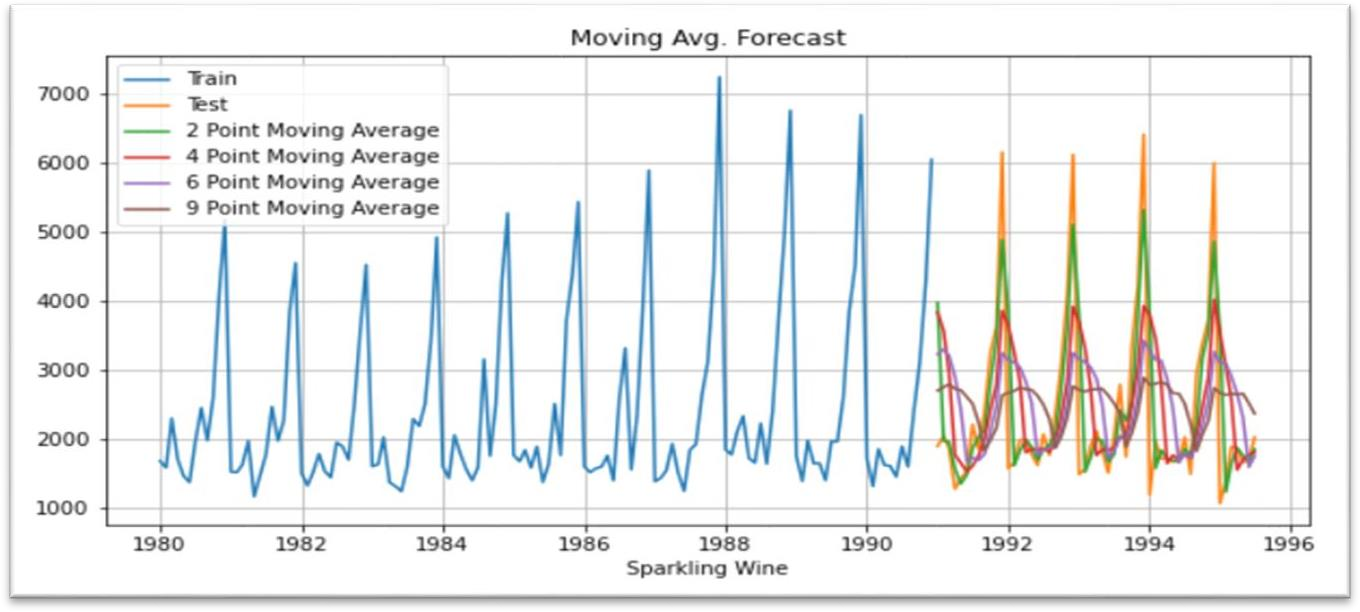 Moving Avg. Forecast
Train
Test
2 Point Moving Average
4 Point Moving Average
6 Point Moving Average
9 Point Moving Average
7000
6000
5000
4000
3000
2000
1000
1980 1982 1984 1986 1988 1990 1992 1994 1996
Sparkling Wine